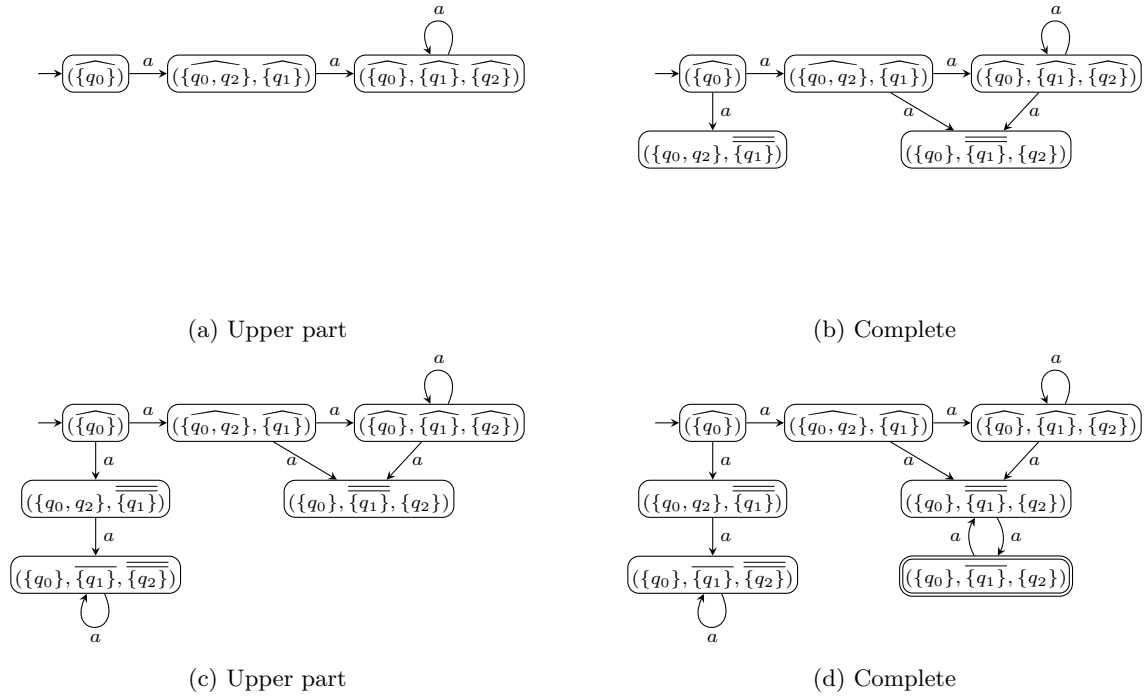 a
({q₀}) a ({q₀, q₂}, {q₁}) a ({q₀}, {q₁}, {q₂})
(a) Upper part
a
({q₀}) a ({q₀, q₂}, {q₁}) a ({q₀}, {q₁}, {q₂})
a a a
({q₀, q₂}, {q₁}) ({q₀}, {q₁}, {q₂})
(b) Complete
a
({q₀}) a ({q₀, q₂}, {q₁}) a ({q₀}, {q₁}, {q₂})
a a a
({q₀, q₂}, {q₁}) ({q₀}, {q₁}, {q₂})
a
({q₀}, {q₁}, {q₂})
a
(c) Upper part
a
({q₀}) a ({q₀, q₂}, {q₁}) a ({q₀}, {q₁}, {q₂})
a a a
({q₀, q₂}, {q₁}) ({q₀}, {q₁}, {q₂})
a a a
({q₀}, {q₁}, {q₂}) ({q₀}, {q₁}, {q₂})
a
(d) Complete